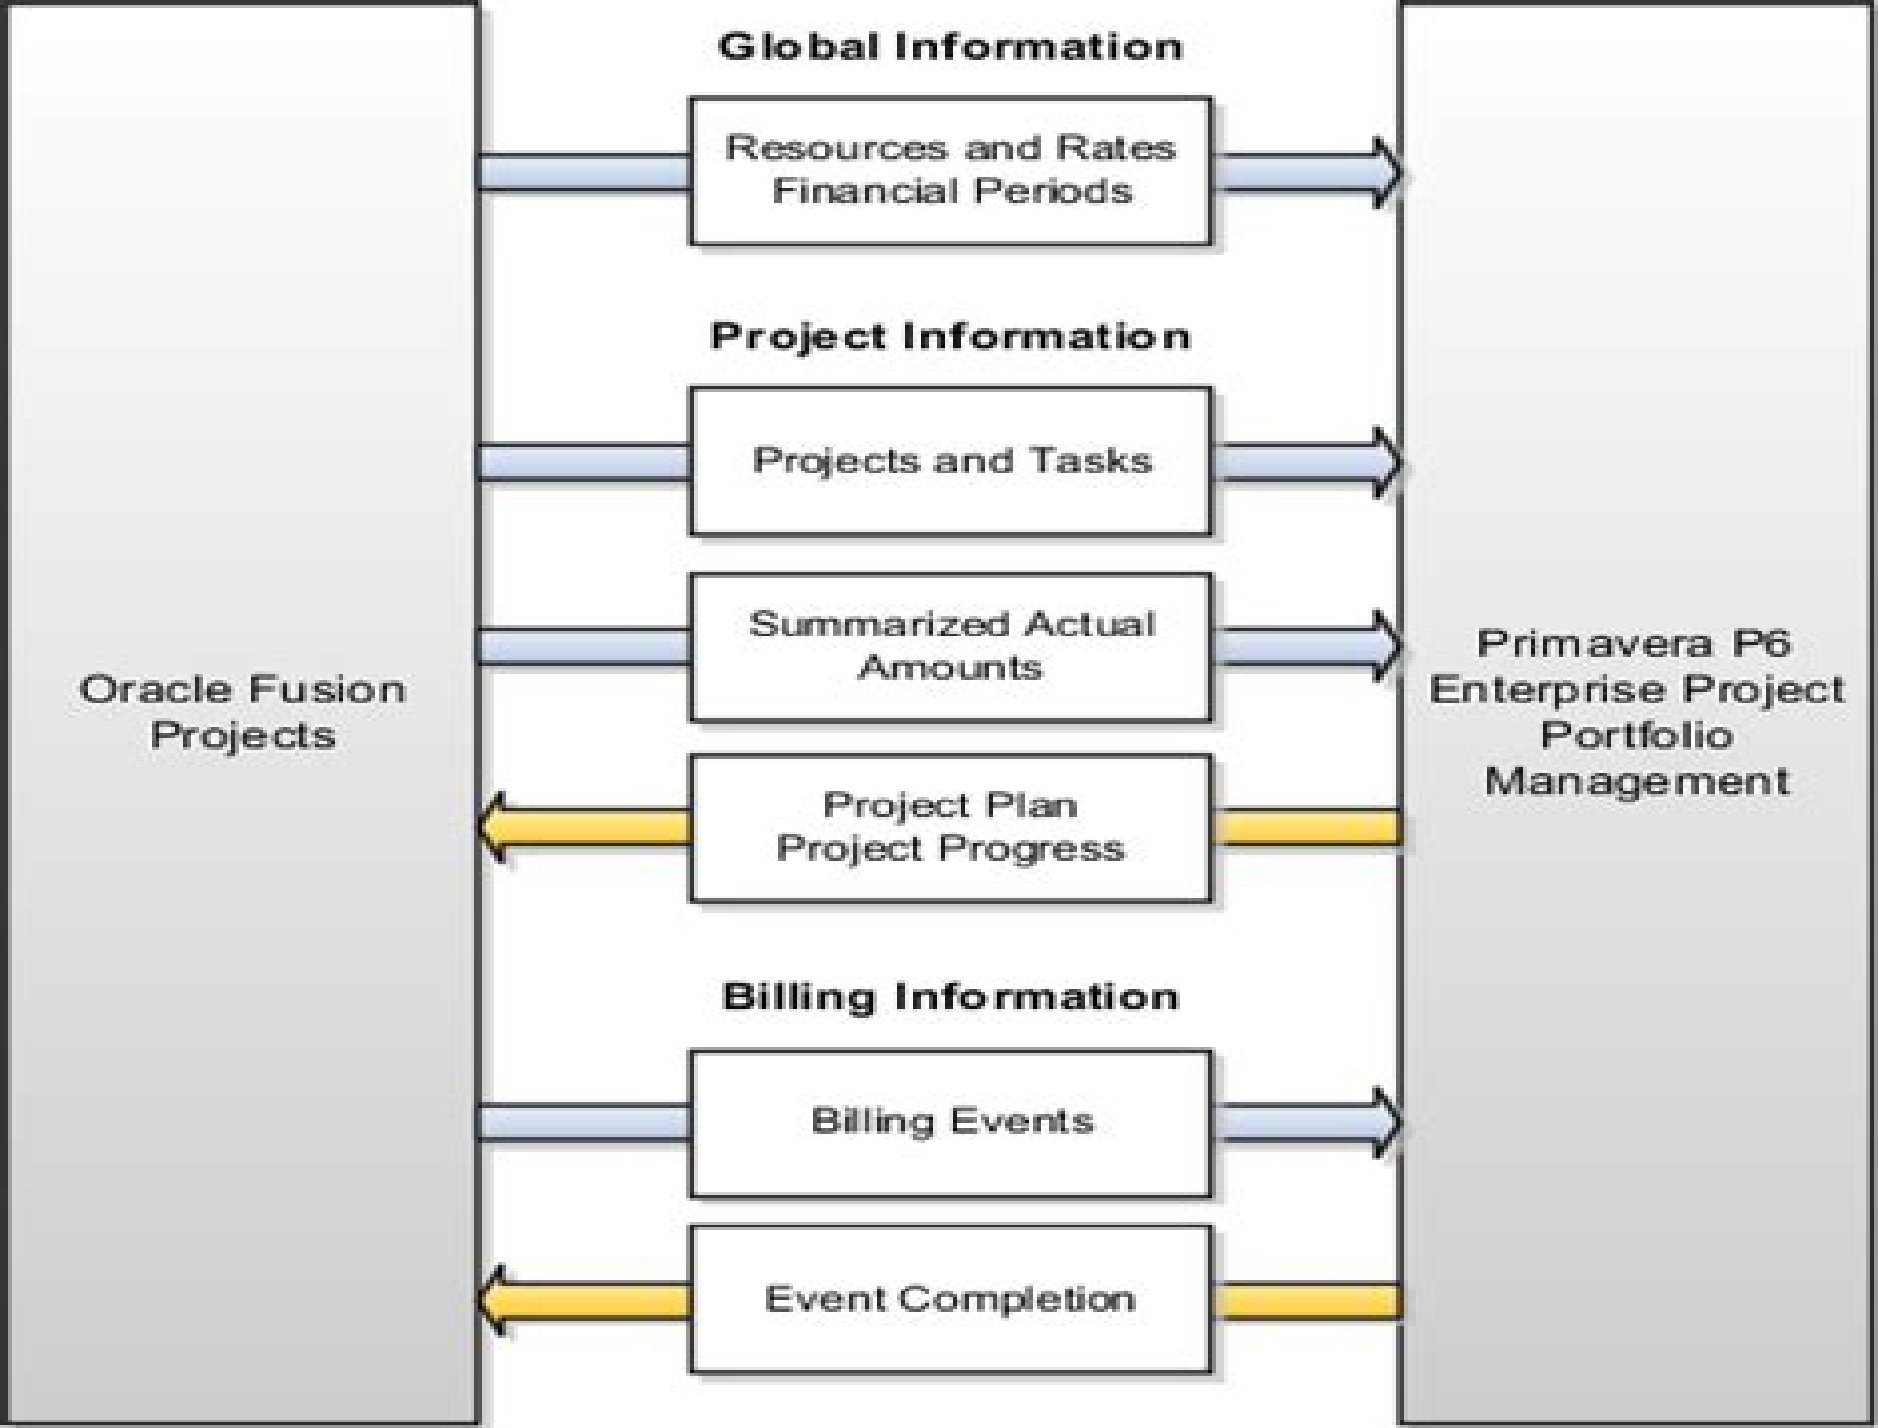 Global Information
Resources and Rates
Financial Periods
Project Information
Projects and Tasks
Summarized Actual
Amounts
Oracle Fusion
Projects
Primavera P6
Enterprise Project
Portfolio
Management
Project Plan
Project Progress
Billing Information
Billing Events
Event Completion